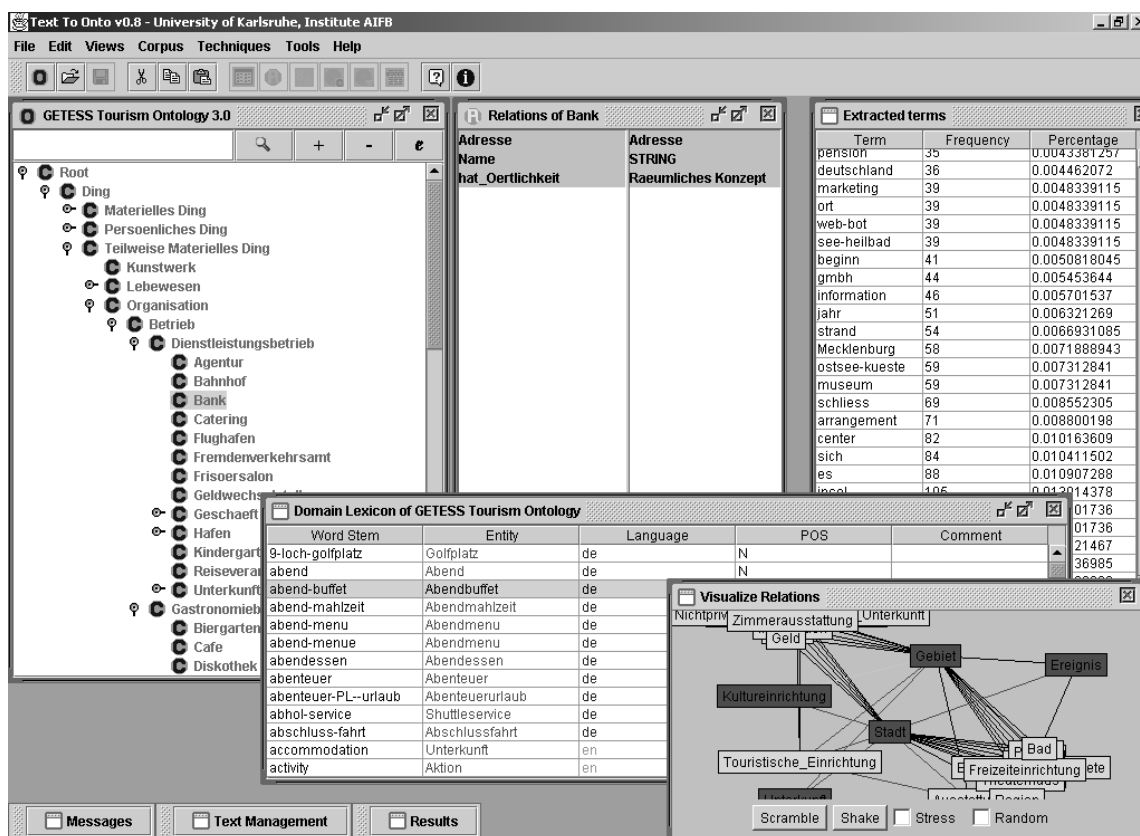 Text To Onto v0.8 - University of Karlsruhe, Institute AIFB
File Edit Views Corpus Techniques Tools Help
GETESS Tourism Ontology 3.0
+ -
Root
Ding
Materielles Ding
Persoenliches Ding
Teilweise Materielles Ding
Kunstwerk
Lebewesen
Organisation
Betrieb
Dienstleistungsbetrieb
Agentur
Bahnhof
Bank
Catering
Flughafen
Fremdenverkehrsamt
Frisoersalon
Geschaeft
Hafen
Unterkunft
Biergarten
Cafe
Diskothek
Relations of Bank
Adresse Adresse
Name STRING
hat_Oertlichkeit Raeumliches Konzept
Extracted terms
Term Frequency Percentage
pension 35 0.0043381257
deutschland 36 0.004462072
marketing 39 0.0048339115
ort 39 0.0048339115
web-bot 39 0.0048339115
see-heilbad 39 0.0048339115
beginn 41 0.0050818045
gmbh 44 0.005453644
information 46 0.005701537
jahr 51 0.006321269
strand 54 0.0066931085
Mecklenburg 58 0.0071888943
ostsee-kueste 59 0.007312841
museum 59 0.007312841
schliess 69 0.008552305
arrangement 71 0.008800198
center 82 0.010163609
sich 84 0.010411502
es 88 0.010907288
01736
01736
21467
36985
Domain Lexicon of GETESS Tourism Ontology
Word Stem Entity Language POS Comment
9-loch-golfplatz Golfplatz de N
abend Abend de N
abend-buffet Abendbuffet de
abend-mahlzeit Abendmahlzeit de
abend-menu Abendmenu de
abend-menue Abendmenu de
abendessen Abendessen de
abenteuer Abenteuer de
abenteuer-PL--urlaub Abenteuerurlaub de
abhol-service Shuttleservice de
abschluss-fahrt Abschlussfahrt de
accommodation Unterkunft en
activity Aktion en
Visualize Relations
Zimmerausstattung
Unterkunft
Geld
Gebiet
Ereignis
Kultureinrichtung
Stadt
Bad
Touristische_Einrichtung
Freizeiteinrichtung
Scramble Shake Stress Random
Messages Text Management Results